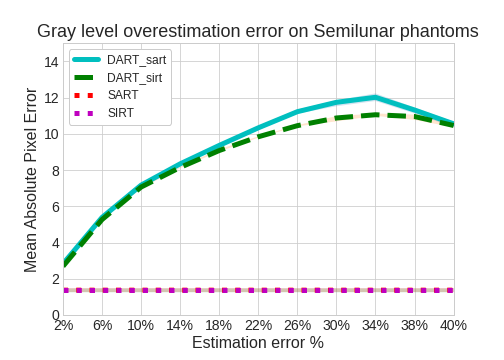 Gray level overestimation error on Semilunar phantoms
14
12
10
8
6
4
2
0
Mean Absolute Pixel Error
DART_sart
DART_sirt
SART
SIRT
2% 6% 10% 14% 18% 22% 26% 30% 34% 38% 40%
Estimation error %